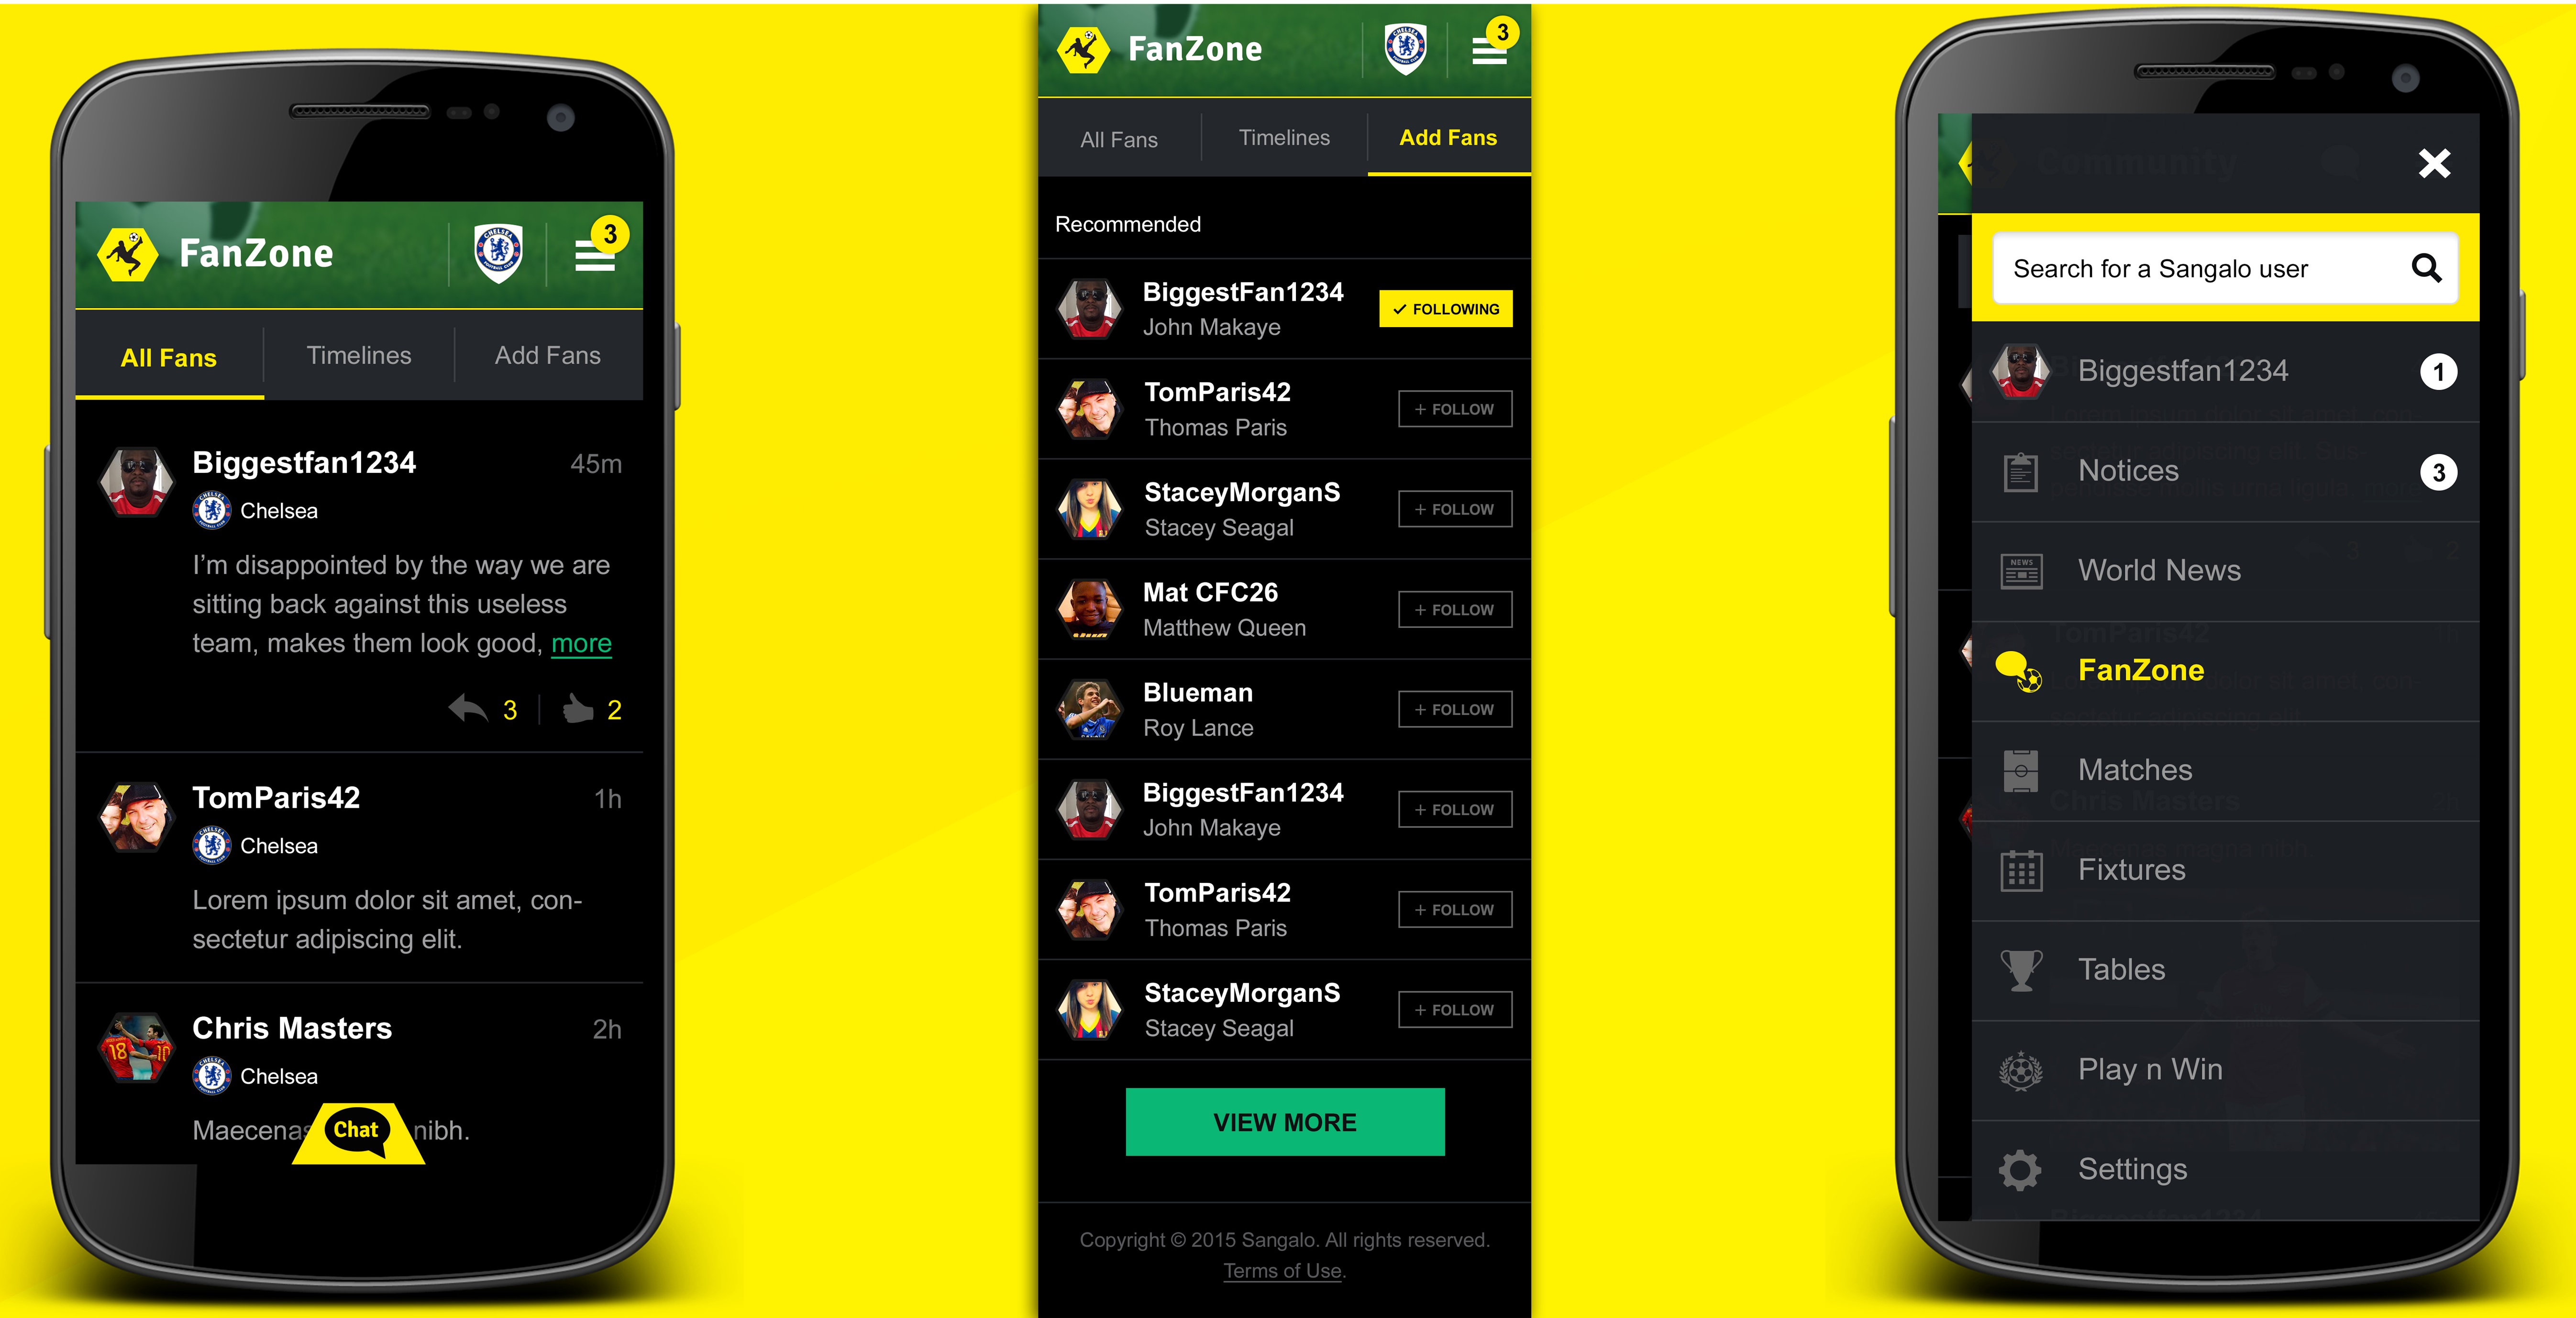 FanZone
3
All Fans
Timelines
Add Fans
Biggestfan1234
45m
Chelsea
I'm disappointed by the way we are
sitting back against this useless
team, makes them look good, more
3
2
TomParis42
1h
Chelsea
Lorem ipsum dolor sit amet, con-
sectetur adipiscing elit.
Chris Masters
2h
18
10
Chelsea
nibh.
Chat
FanZone
3
All Fans
Timelines
Add Fans
Recommended
BiggestFan1234
John Makaye
FOLLOWING
TomParis42
Thomas Paris
+ FOLLOW
StaceyMorganS
Stacey Seagal
+ FOLLOW
Mat CFC26
Matthew Queen
+ FOLLOW
Blueman
Roy Lance
+ FOLLOW
BiggestFan1234
John Makaye
+ FOLLOW
TomParis42
Thomas Paris
+ FOLLOW
StaceyMorganS
Stacey Seagal
+ FOLLOW
VIEW MORE
Copyright © 2015 Sangalo. All rights reserved.
Terms of Use.
Community
Search for a Sangalo user
Biggestfan1234
1
Notices
3
NEWS
World News
FanZone
Matches
Fixtures
Tables
Play n Win
Settings